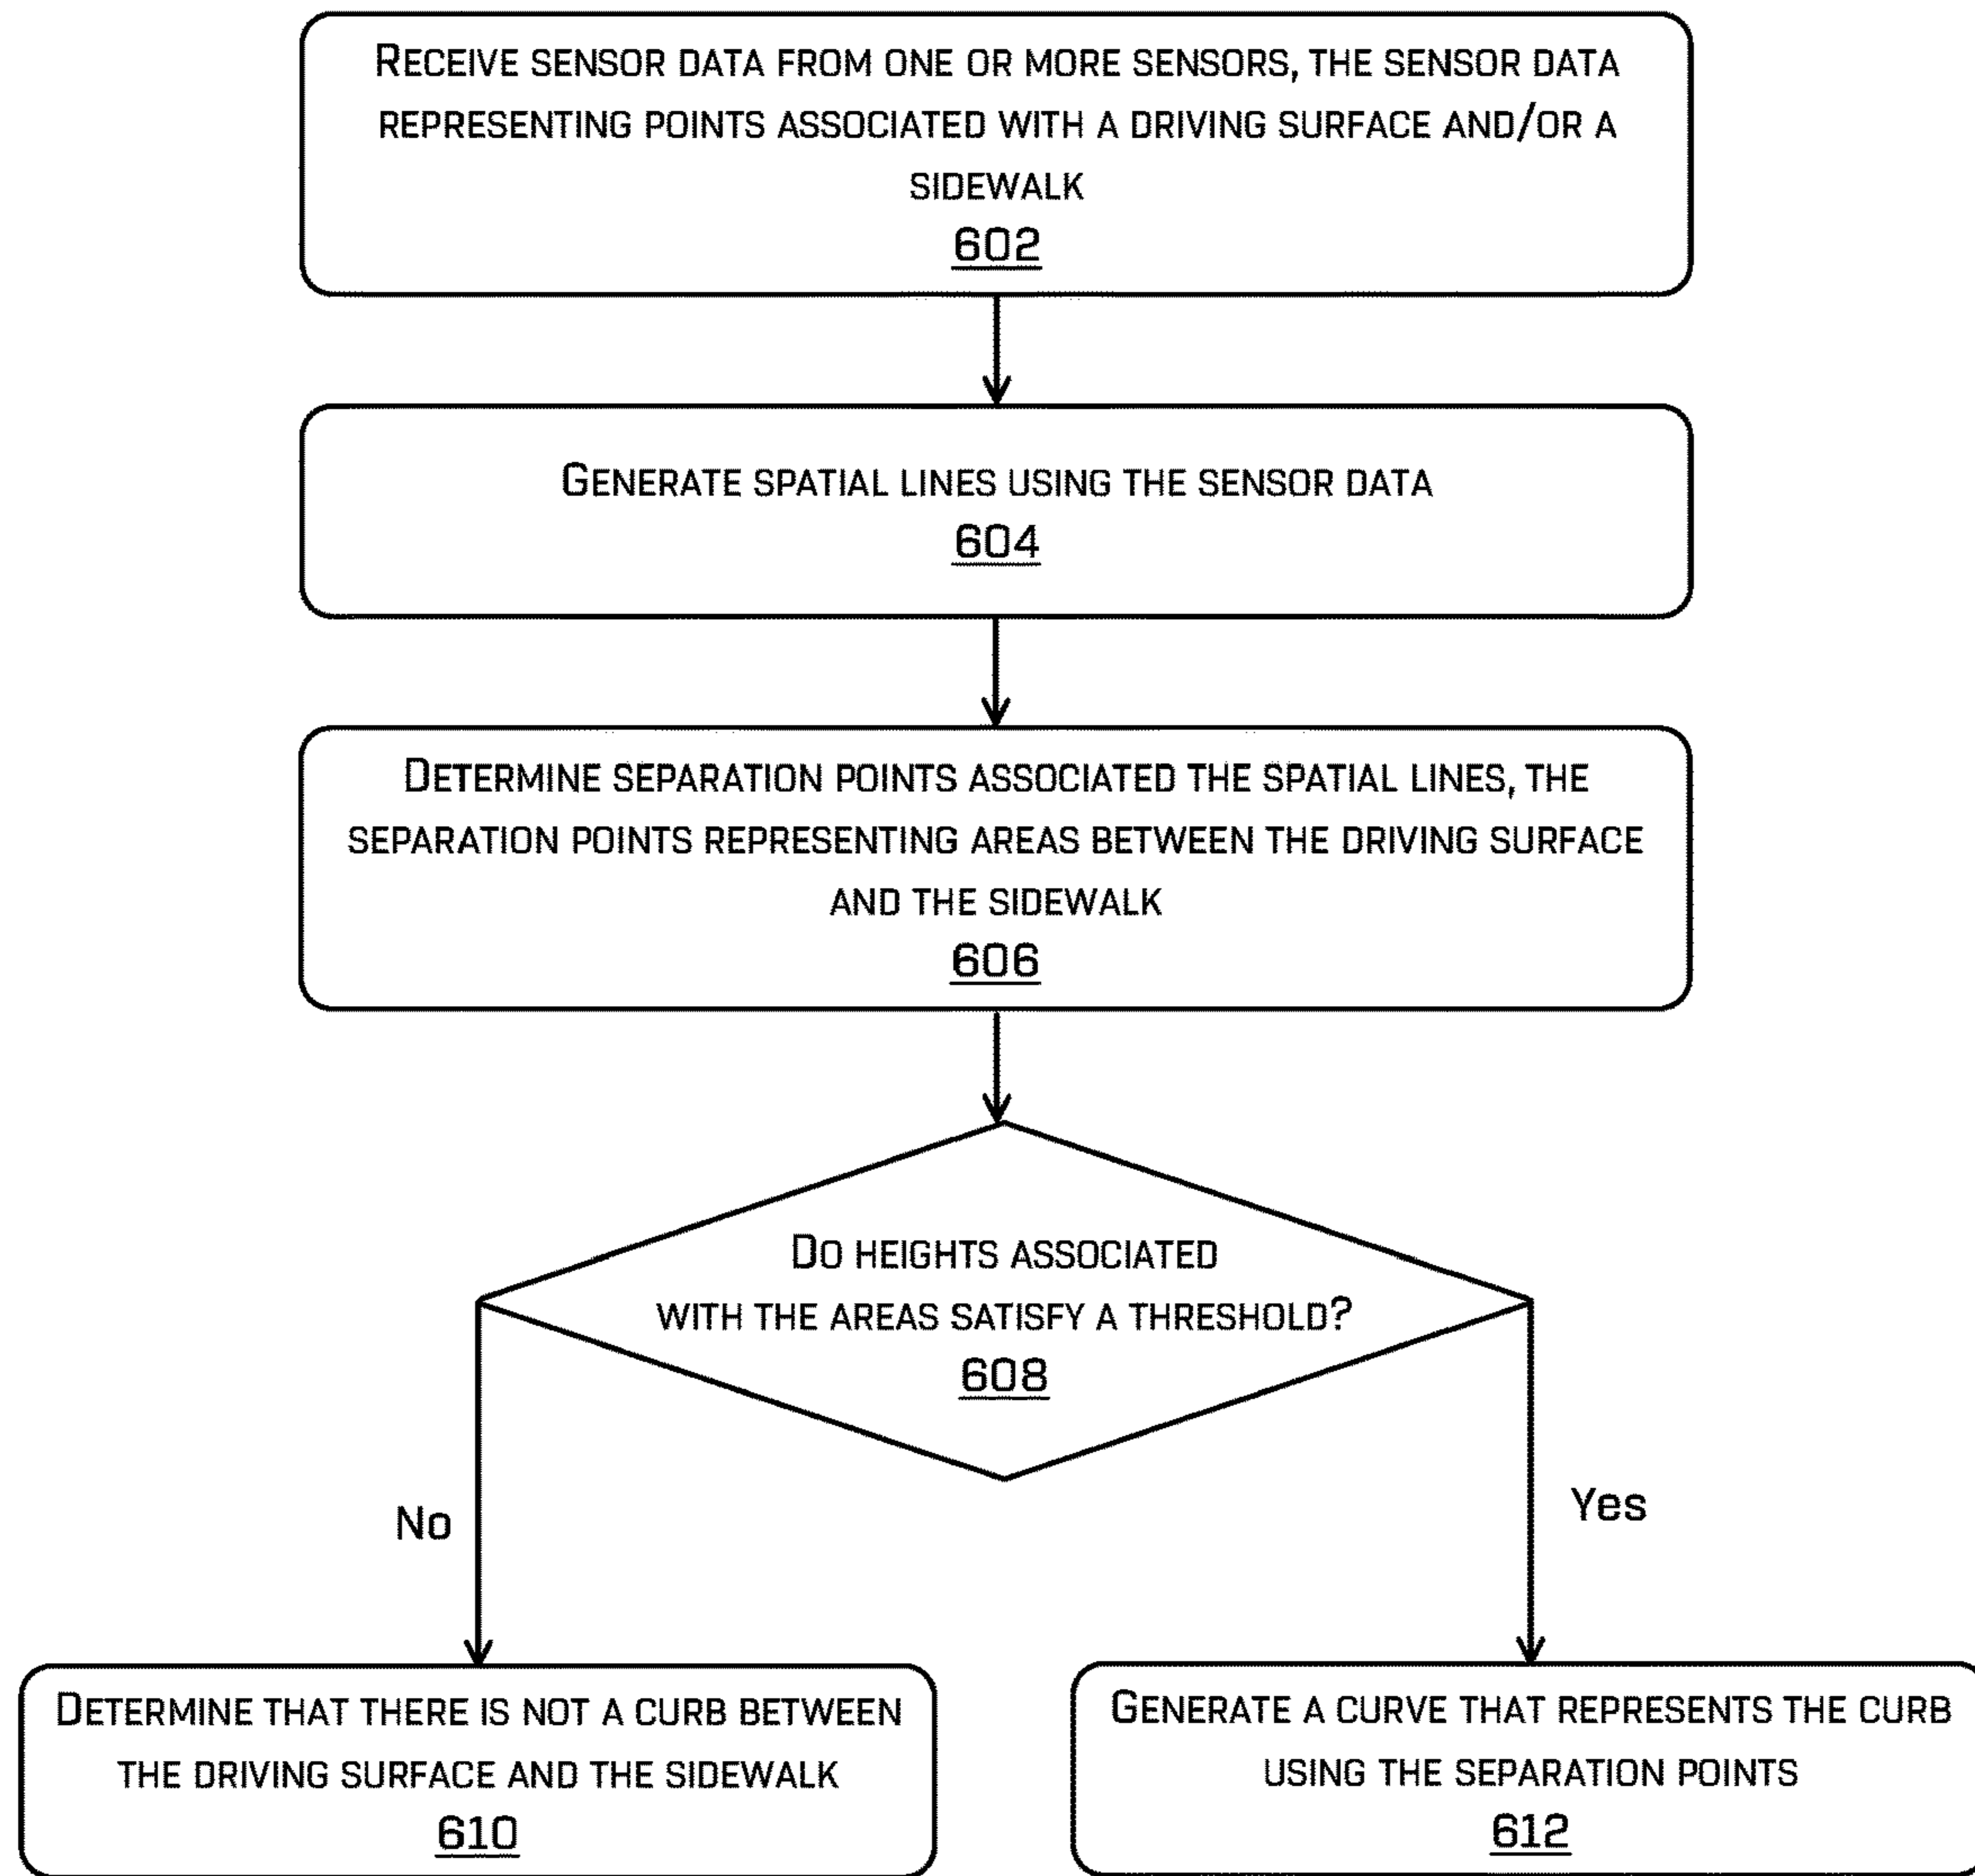 RECEIVE SENSOR DATA FROM ONE OR MORE SENSORS, THE SENSOR DATA
REPRESENTING POINTS ASSOCIATED WITH A DRIVING SURFACE AND/OR A
SIDEWALK
602
GENERATE SPATIAL LINES USING THE SENSOR DATA
604
DETERMINE SEPARATION POINTS ASSOCIATED THE SPATIAL LINES, THE
SEPARATION POINTS REPRESENTING AREAS BETWEEN THE DRIVING SURFACE
AND THE SIDEWALK
606
DO HEIGHTS ASSOCIATED
WITH THE AREAS SATISFY A THRESHOLD?
608
No
Yes
DETERMINE THAT THERE IS NOT A CURB BETWEEN
THE DRIVING SURFACE AND THE SIDEWALK
610
GENERATE A CURVE THAT REPRESENTS THE CURB
USING THE SEPARATION POINTS
612